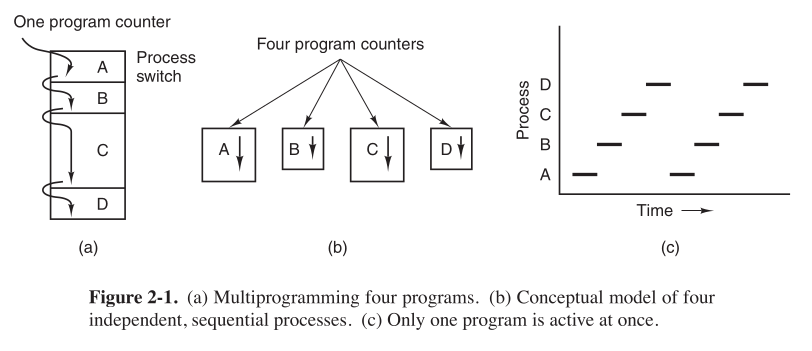 One program counter
A
B
C
D
Process
switch
(a)
Four program counters
A
B
C
D
(b)
Process
D
C
B
A
Time
(c)
Figure 2-1. (a) Multiprogramming four programs. (b) Conceptual model of four
independent, sequential processes. (c) Only one program is active at once.